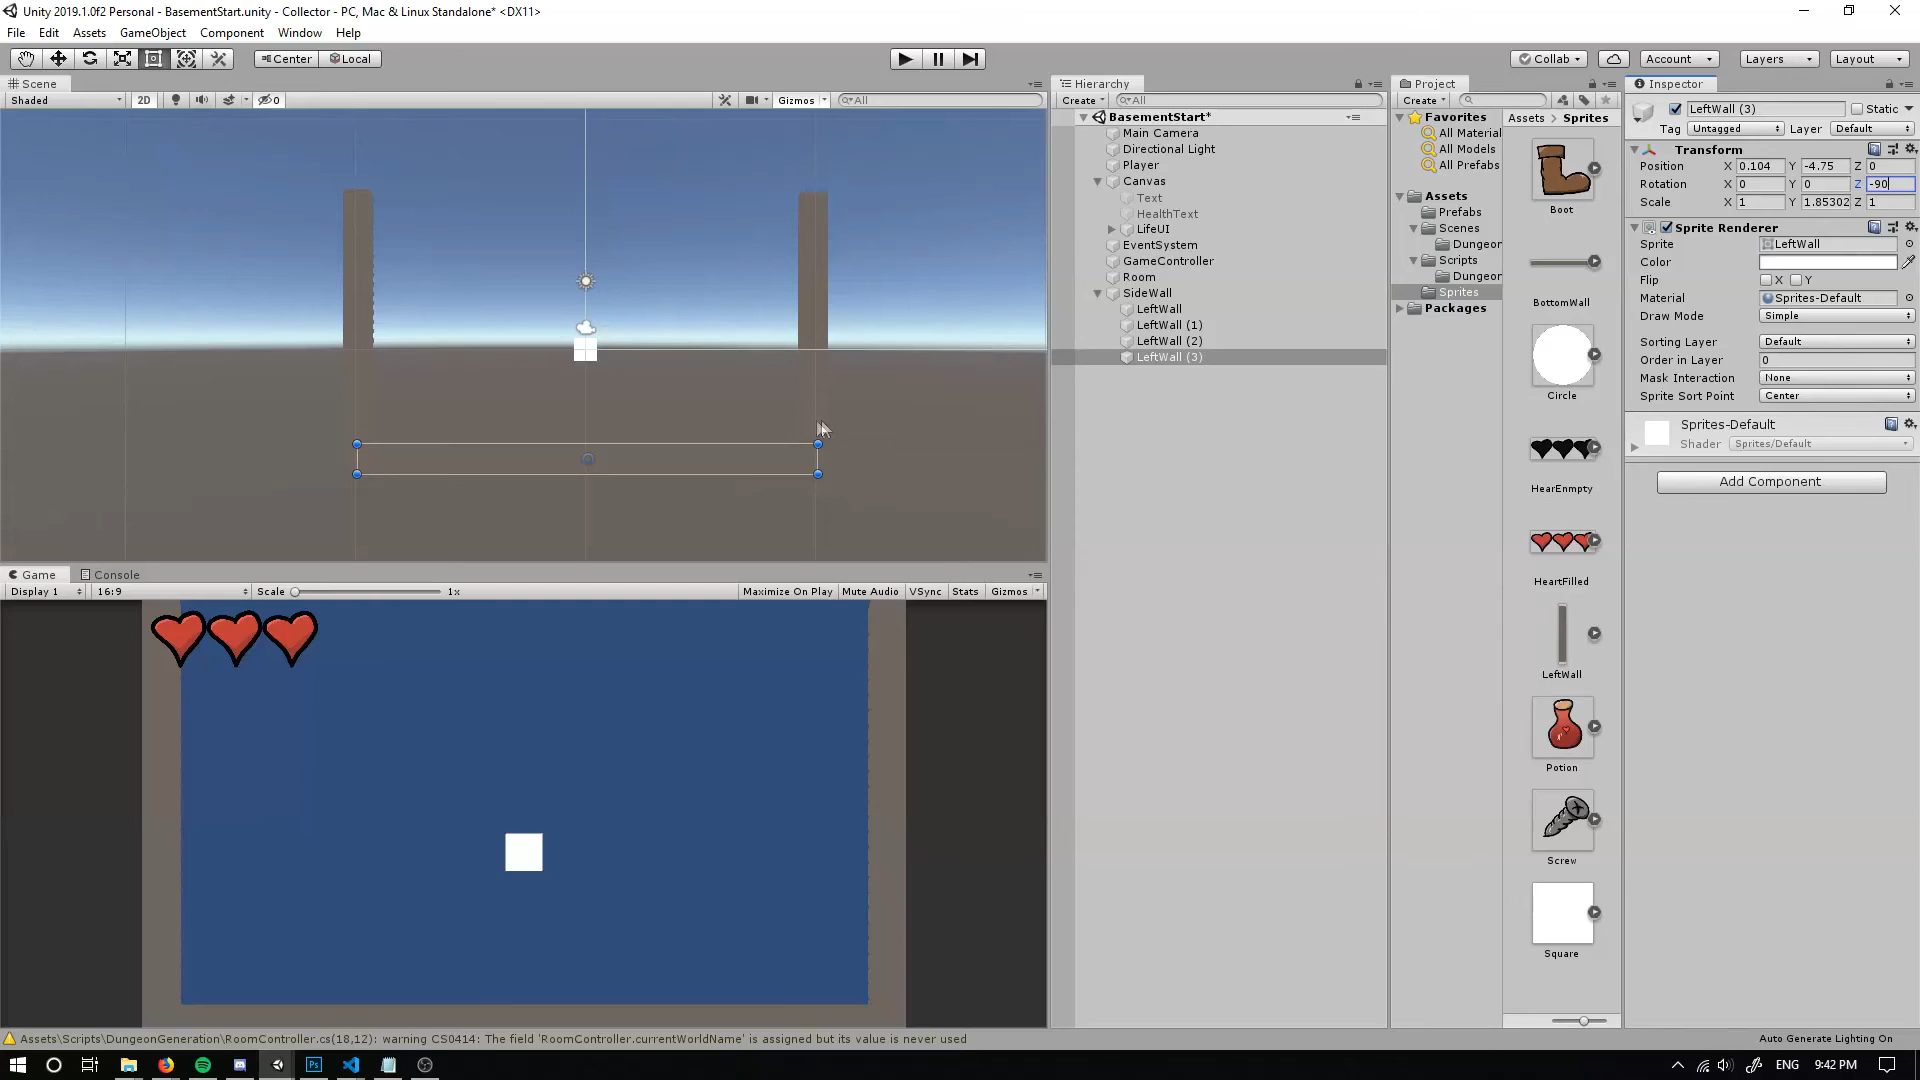 Unity 2019.1.0f2 Personal - BasementStart.unity - Collector - PC, Mac & Linux Standalone* <DX11>
File Edit Assets GameObject Component Window Help
Center Local
Collab Account Layers Layout
Scene
Shaded 2D 0 Gizmos All
Hierarchy
Create All
BasementStart*
Main Camera
Directional Light
Player
Canvas
Text
HealthText
LifeUI
EventSystem
GameController
Room
SideWall
LeftWall
LeftWall (1)
LeftWall (2)
LeftWall (3)
Project
Create
Favorites
All Material
All Models
All Prefabs
Assets
Prefabs
Scenes
Dungeor
Scripts
Dungeor
Sprites
Packages
Assets Sprites
Boot
BottomWall
Circle
HearEnmpty
HeartFilled
LeftWall
Potion
Screw
Square
Inspector
LeftWall (3) Static
Tag Untagged Layer Default
Transform
Position X 0.104 Y -4.75 Z 0
Rotation X 0 Y 0 Z -90
Scale X 1 Y 1.85302 Z 1
Sprite Renderer
Sprite LeftWall
Color
Flip X Y
Material Sprites-Default
Draw Mode Simple
Sorting Layer Default
Order in Layer 0
Mask Interaction None
Sprite Sort Point Center
Sprites-Default
Shader Sprites/Default
Add Component
Game Console
Display 1 16:9 Scale 1x Maximize On Play Mute Audio VSync Stats Gizmos
Assets\Scripts\DungeonGeneration\RoomController.cs(18,12): warning CS0414: The field 'RoomController.currentWorldName' is assigned but its value is never used
Auto Generate Lighting On
Ps
ENG 9:42 PM